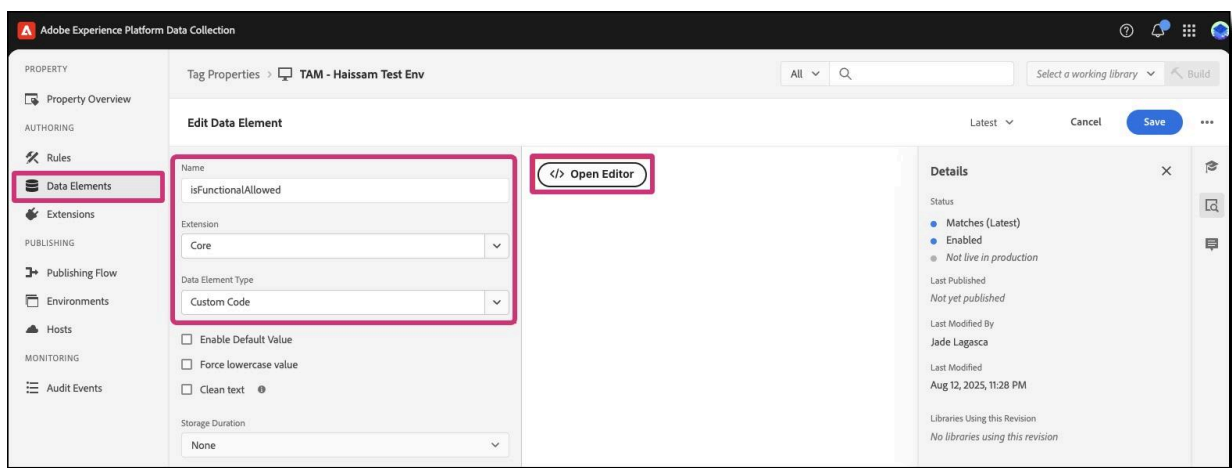 Adobe Experience Platform Data Collection
PROPERTY
Property Overview
AUTHORING
Rules
Data Elements
Extensions
PUBLISHING
Publishing Flow
Environments
Hosts
MONITORING
Audit Events
Tag Properties > TAM - Haissam Test Env
All
Select a working library
Build
Edit Data Element
Latest
Cancel
Save
Name
isFunctionalAllowed
Extension
Core
Data Element Type
Custom Code
Enable Default Value
Force lowercase value
Clean text
Storage Duration
None
</> Open Editor
Details
Status
Matches (Latest)
Enabled
Not live in production
Last Published
Not yet published
Last Modified By
Jade Lagasca
Last Modified
Aug 12, 2025, 11:28 PM
Libraries Using this Revision
No libraries using this revision